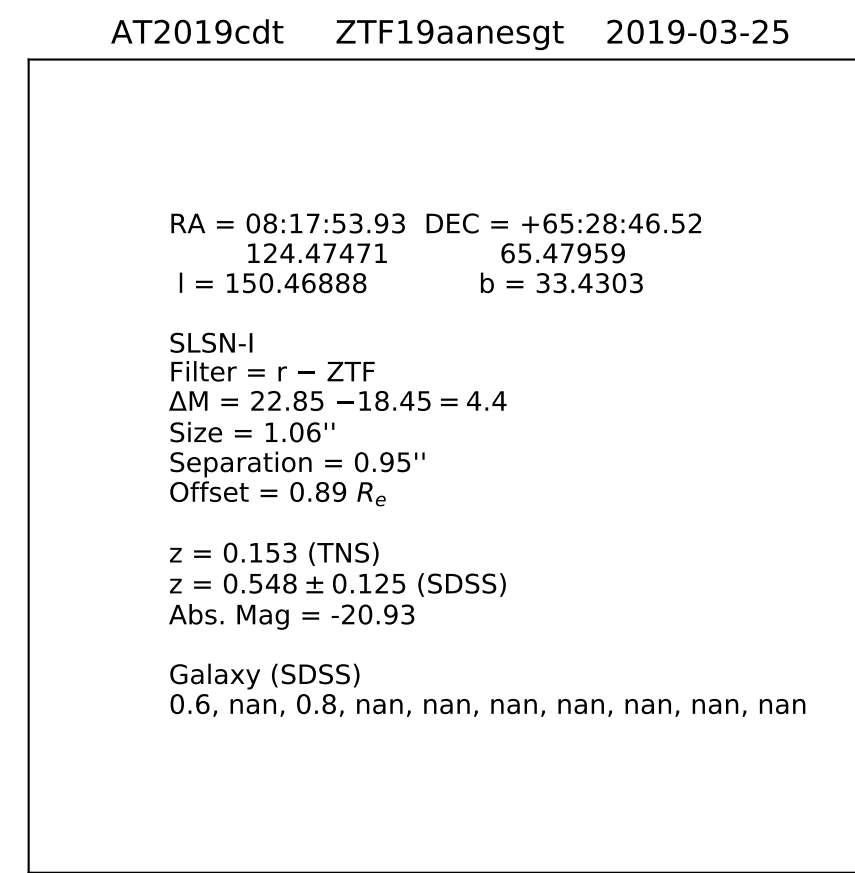 AT2019cdt ZTF19aanesgt 2019-03-25
RA = 08:17:53.93 DEC = +65:28:46.52
124.47471 65.47959
l = 150.46888 b = 33.4303
SLSN-I
Filter = r − ZTF
ΔM = 22.85 −18.45 = 4.4
Size = 1.06''
Separation = 0.95''
Offset = 0.89 Rₑ
z = 0.153 (TNS)
z = 0.548 ± 0.125 (SDSS)
Abs. Mag = -20.93
Galaxy (SDSS)
0.6, nan, 0.8, nan, nan, nan, nan, nan, nan, nan